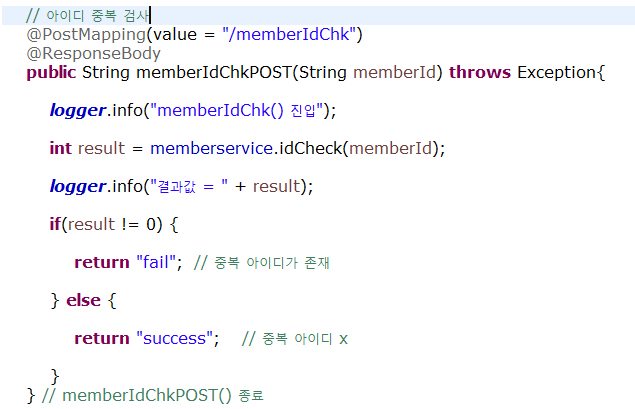 // 아이디 중복 검사
@PostMapping(value = "/memberIdChk")
@ResponseBody
public String memberIdChkPOST(String memberId) throws Exception{
logger.info("memberIdChk() 진입");
int result = memberservice.idCheck(memberId);
logger.info("결과값 = " + result);
if(result != 0) {
return "fail"; // 중복 아이디가 존재
} else {
return "success"; // 중복 아이디 x
}
} // memberIdChkPOST() 종료